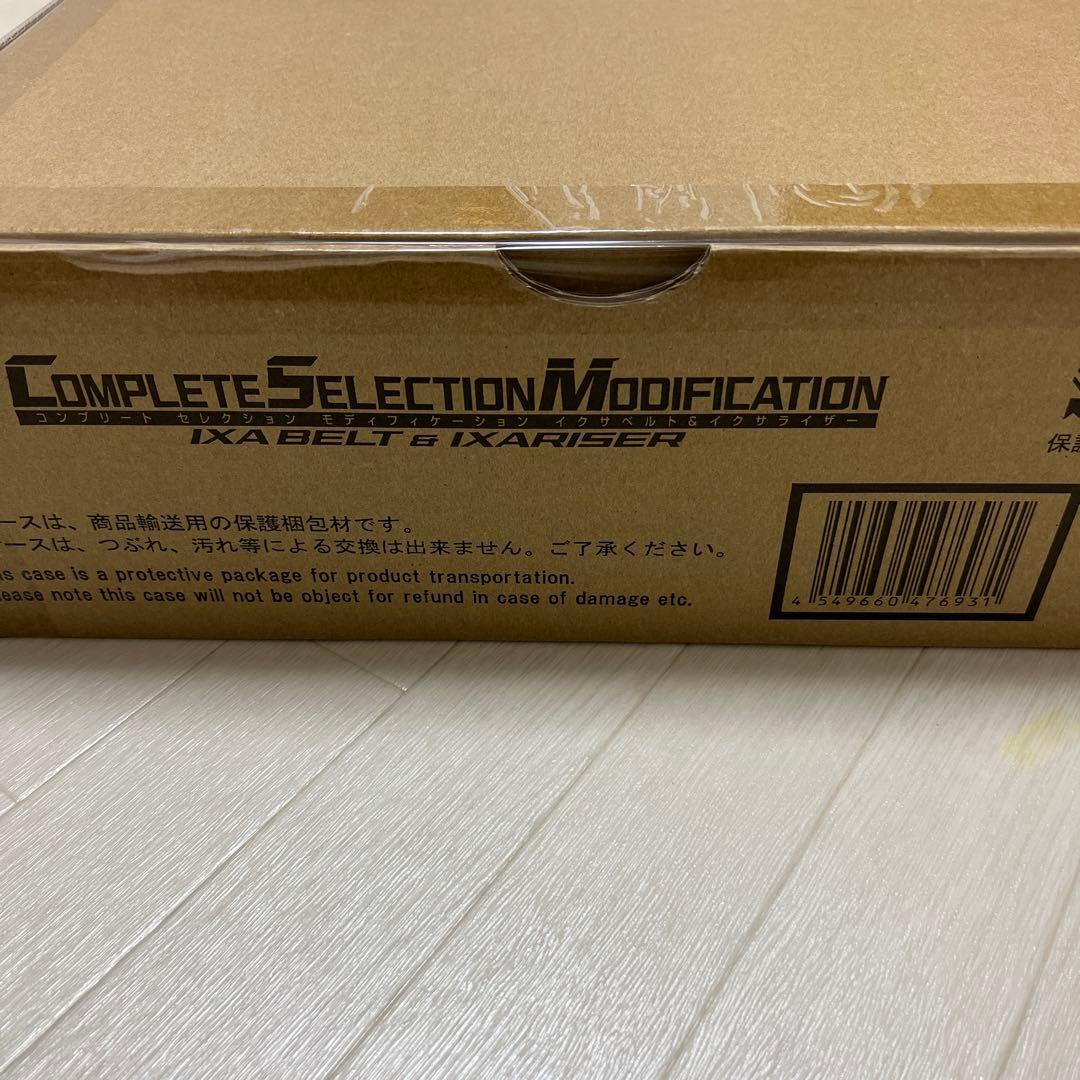 COMPLETE SELECTION MODIFICATION
コンプリート セレクション モディフィケーション イクサベルト&イクサライザー
IXA BELT & IXARISER
保護
ースは、商品輸送用の保護梱包材です。
ースは、つぶれ、汚れ等による交換は出来ません。ご了承ください。
s case is a protective package for product transportation.
ease note this case will not be object for refund in case of damage etc.
4 549660 476931